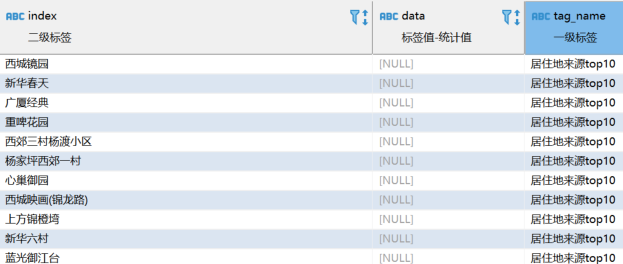 ABC index ABC data ABC tag_name
二级标签 标签值-统计值 一级标签
西城镜园 [NULL] 居住地来源top10
新华春天 [NULL] 居住地来源top10
广厦经典 [NULL] 居住地来源top10
重啤花园 [NULL] 居住地来源top10
西郊三村杨渡小区 [NULL] 居住地来源top10
杨家坪西郊一村 [NULL] 居住地来源top10
心巢御园 [NULL] 居住地来源top10
西城映画(锦龙路) [NULL] 居住地来源top10
上方锦橙湾 [NULL] 居住地来源top10
新华六村 [NULL] 居住地来源top10
蓝光御江台 [NULL] 居住地来源top10